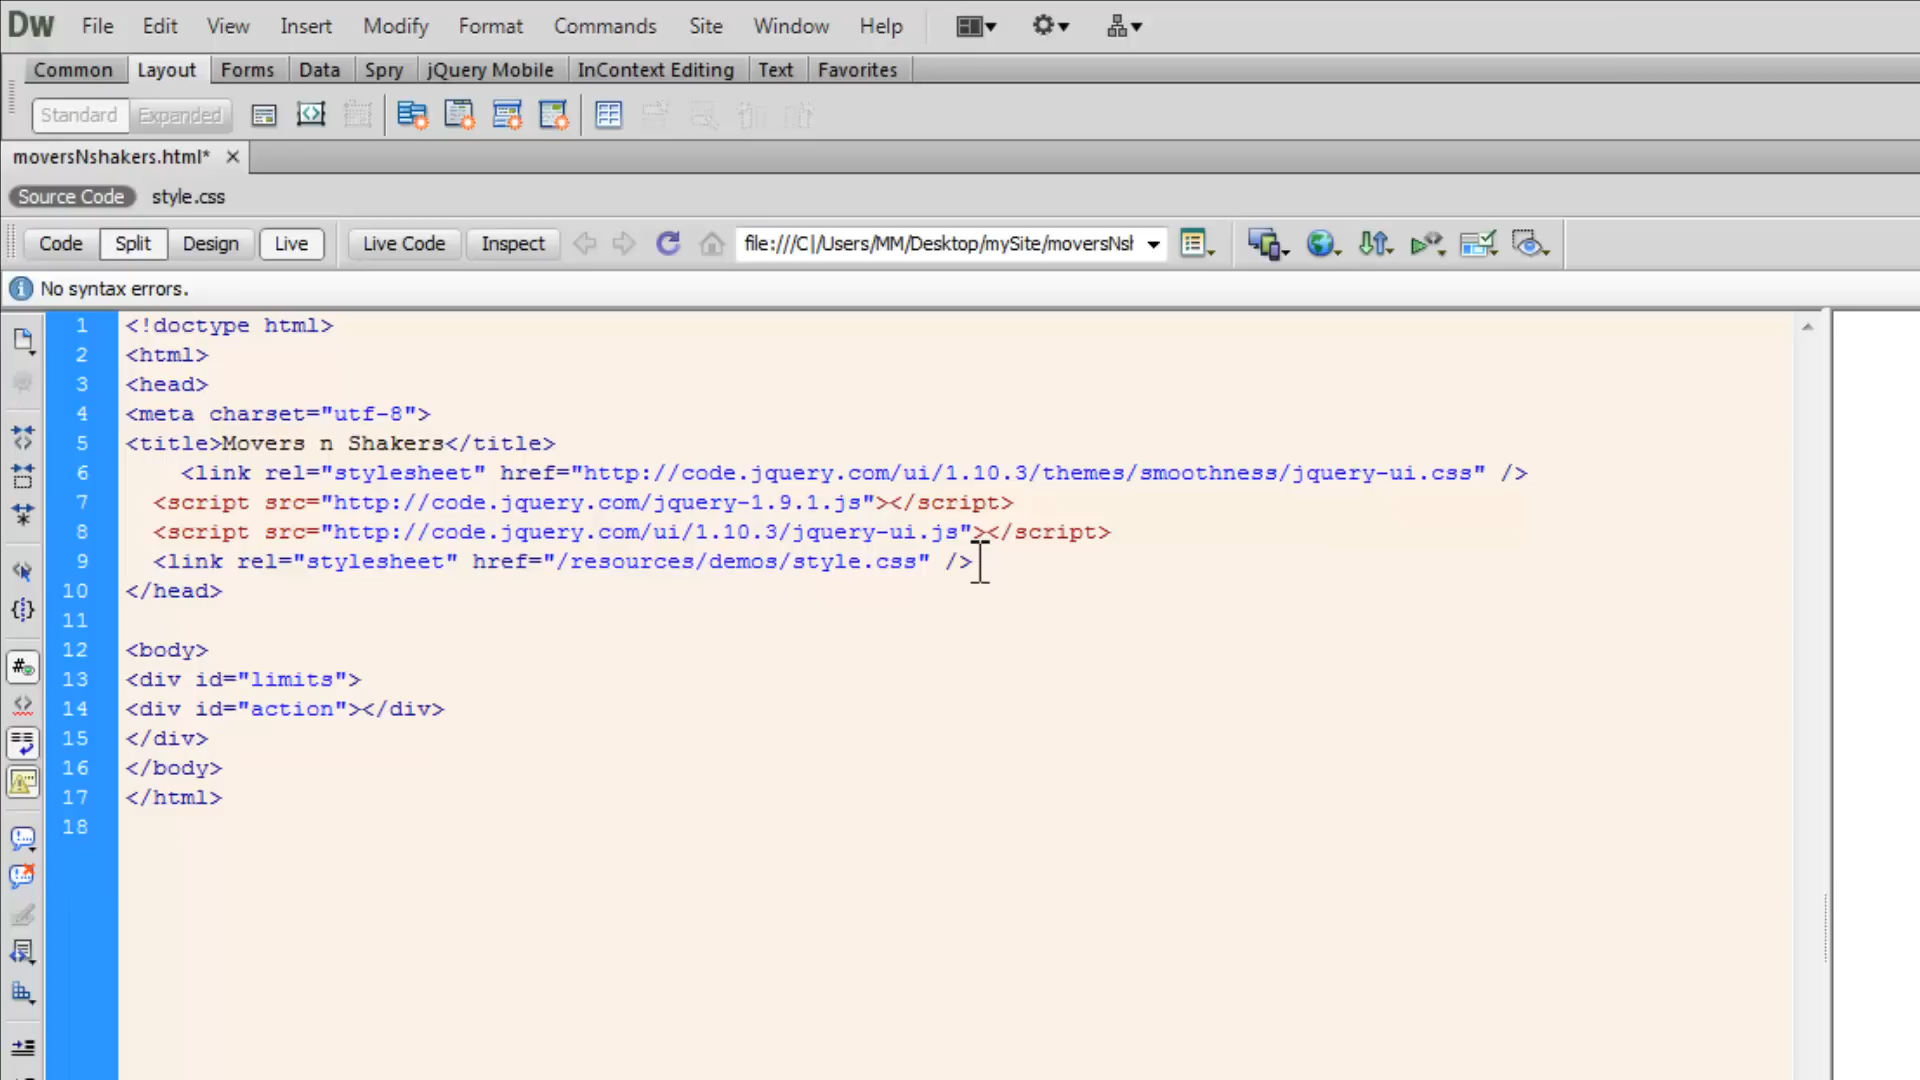 DW File Edit View Insert Modify Format Commands Site Window Help
Common Layout Forms Data Spry jQuery Mobile InContext Editing Text Favorites
Standard Expanded
moversNshakers.html*
Source Code style.css
Code Split Design Live Live Code Inspect file:///C|/Users/MM/Desktop/mySite/moversNsh
No syntax errors.
1 <!doctype html>
2 <html>
3 <head>
4 <meta charset="utf-8">
5 <title>Movers n Shakers</title>
6 <link rel="stylesheet" href="http://code.jquery.com/ui/1.10.3/themes/smoothness/jquery-ui.css" />
7 <script src="http://code.jquery.com/jquery-1.9.1.js"></script>
8 <script src="http://code.jquery.com/ui/1.10.3/jquery-ui.js"></script>
9 <link rel="stylesheet" href="/resources/demos/style.css" />
10 </head>
11
12 <body>
13 <div id="limits">
14 <div id="action"></div>
15 </div>
16 </body>
17 </html>
18